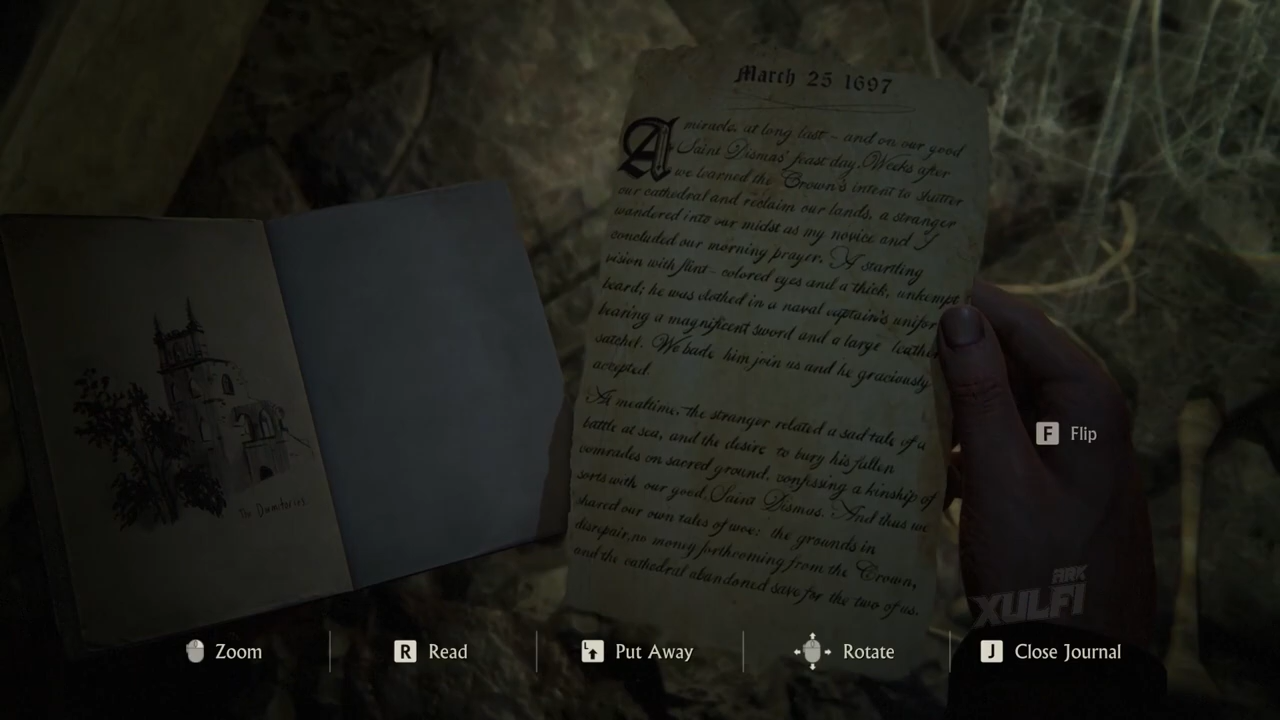 The Dormitories
March 25 1697
A miracle, at long last – and on our good
Saint Dismas' feast day. Weeks after
we learned the Crown's intent to shutter
our cathedral and reclaim our lands, a stranger
wandered into our midst as my novice and I
concluded our morning prayer. A startling
vision with flint-colored eyes and a thick, unkempt
beard; he was clothed in a naval captain's unifor
bearing a magnificent sword and a large leather
satchel. We bade him join us and he graciously
accepted.
At mealtime, the stranger related a sad tale of a
battle at sea, and the desire to bury his fallen
comrades on sacred ground, confessing a kinship of
sorts with our good Saint Dismas. And thus we
shared our own tales of woe: the grounds in
disrepair, no money forthcoming from the Crown,
and the cathedral abandoned save for the two of us.
F Flip
ARK
XULFI
Zoom
R Read
L Put Away
Rotate
J Close Journal